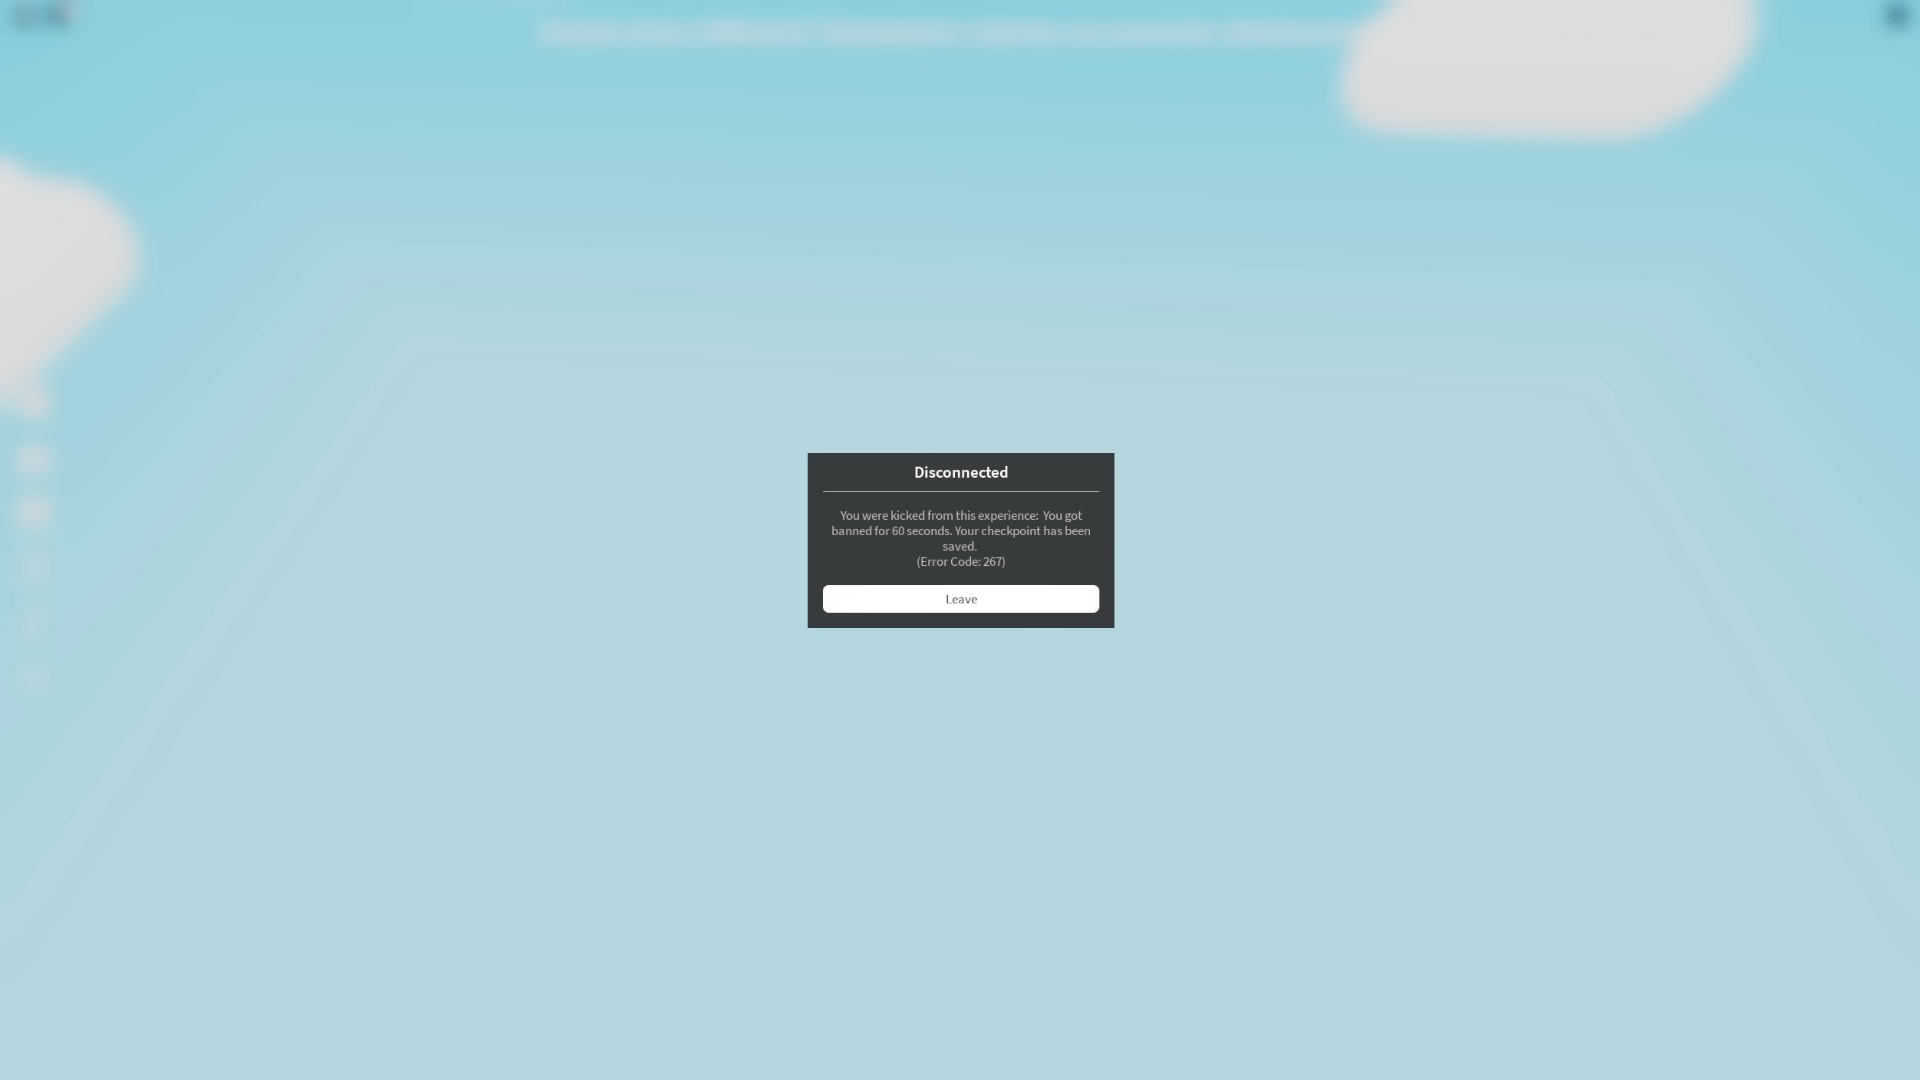 Disconnected
You were kicked from this experience: You got
banned for 60 seconds. Your checkpoint has been
saved.
(Error Code: 267)
Leave